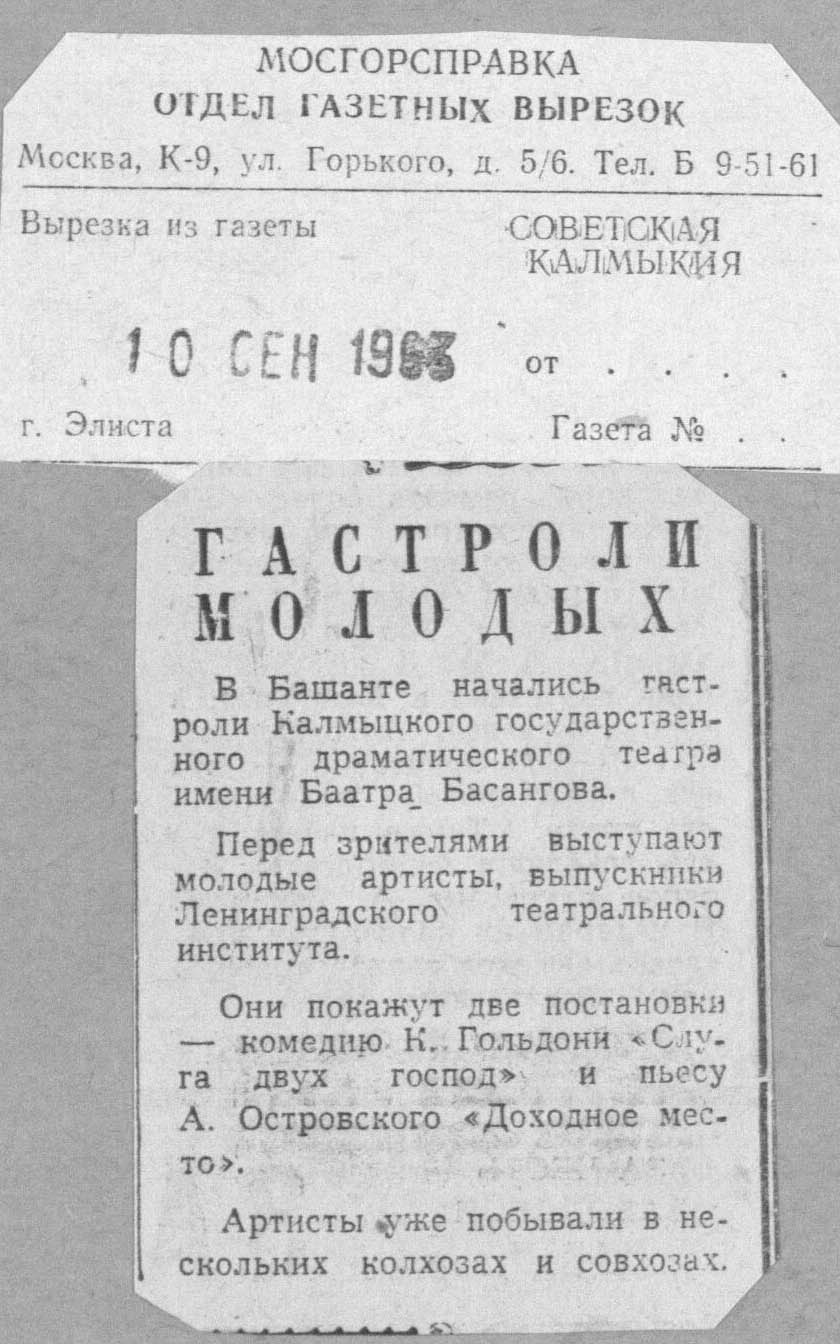 МОСГОРСПРАВКА
ОТДЕЛ ГАЗЕТНЫХ ВЫРЕЗОК
Москва, К-9, ул. Горького, д. 5/6. Тел. Б 9-51-61
Вырезка из газеты
СОВЕТСКАЯ
КАЛМЫКИЯ
10 СЕН 1963 от . . . .
г. Элиста Газета № . .
ГАСТРОЛИ
МОЛОДЫХ
В Башанте начались гаст-
роли Калмыцкого государствен-
ного драматического театра
имени Баатра Басангова.
Перед зрителями выступают
молодые артисты, выпускники
Ленинградского театрального
института.
Они покажут две постановки
— комедию К. Гольдони «Слу-
га двух господ» и пьесу
А. Островского «Доходное мес-
то».
Артисты уже побывали в не-
скольких колхозах и совхозах.